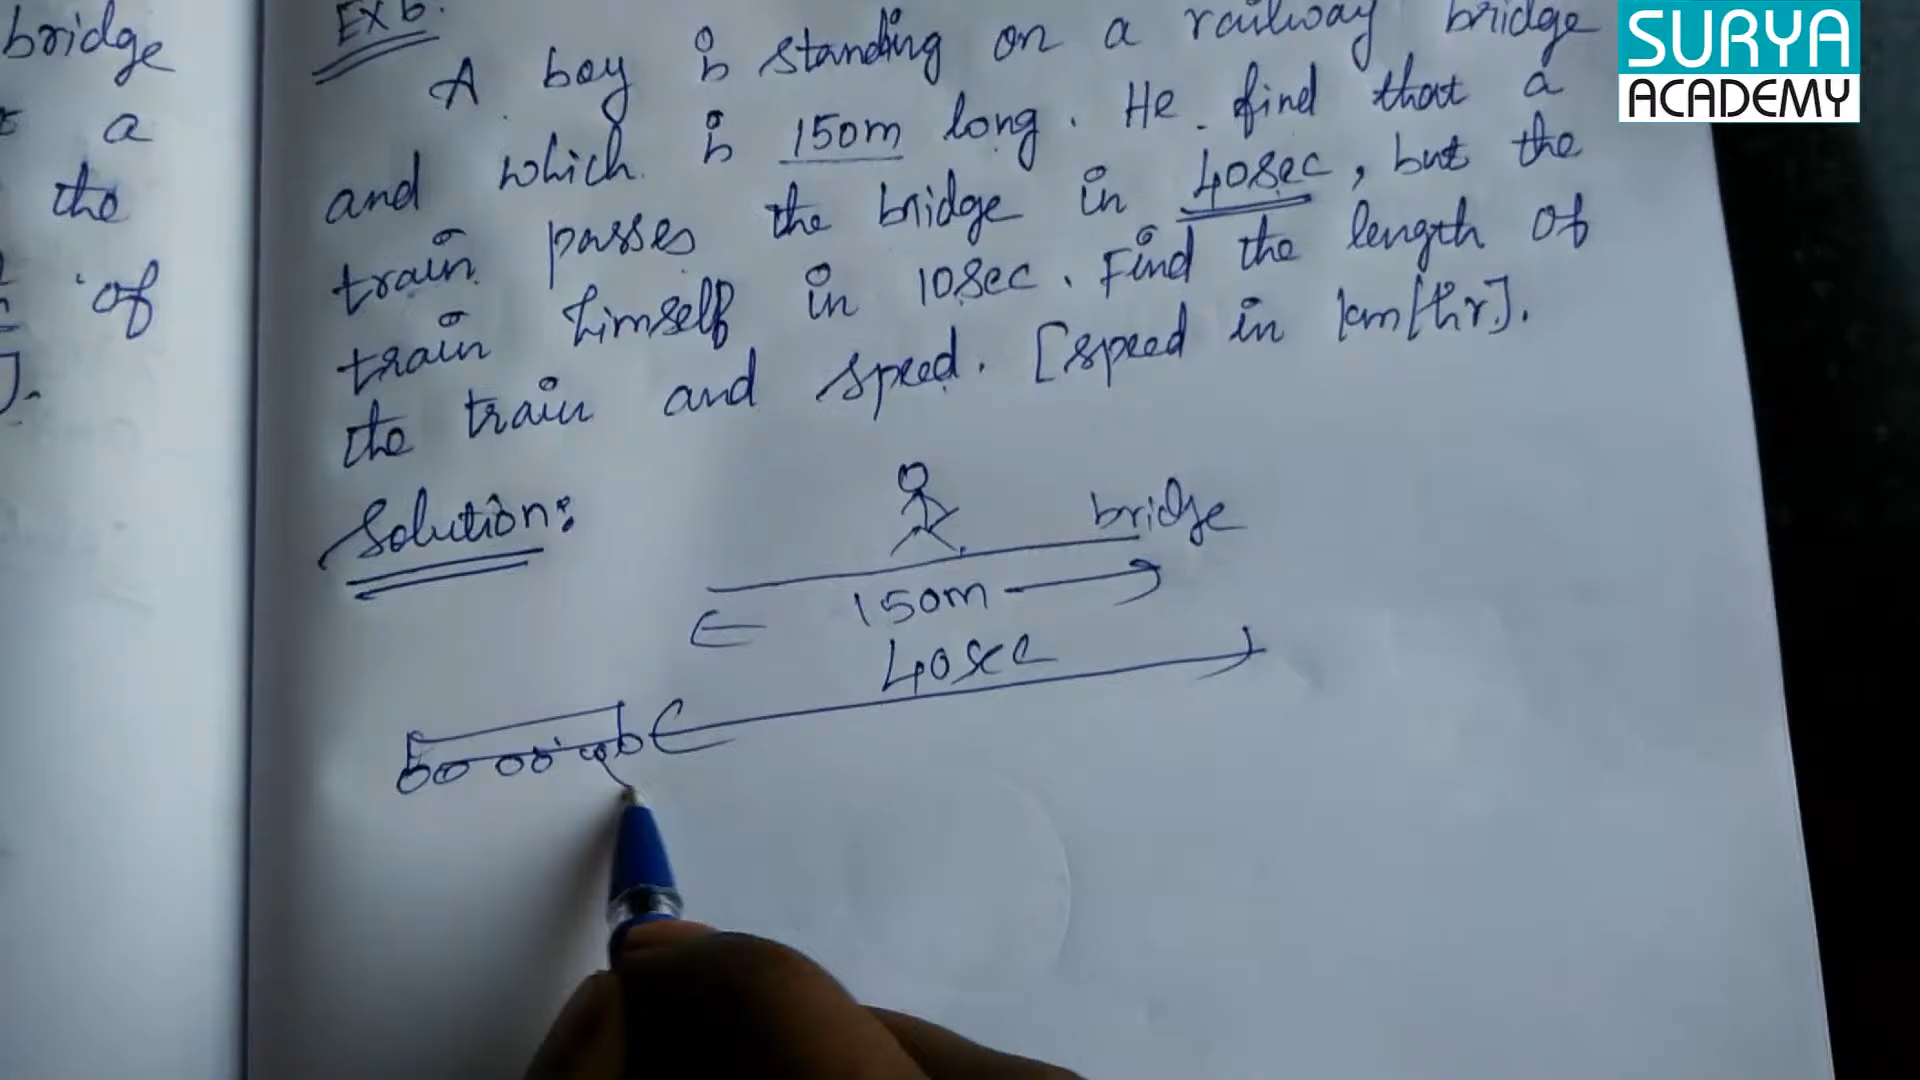 bridge
a
the
of
Ex 6.
A boy is standing on a railway bridge
and which is 150m long. He find that a
train passes the bridge in 40sec, but the
train himself in 10sec. Find the length of
the train and speed. [speed in km/hr].
Solution:
bridge
150m
40sec
SURYA
ACADEMY